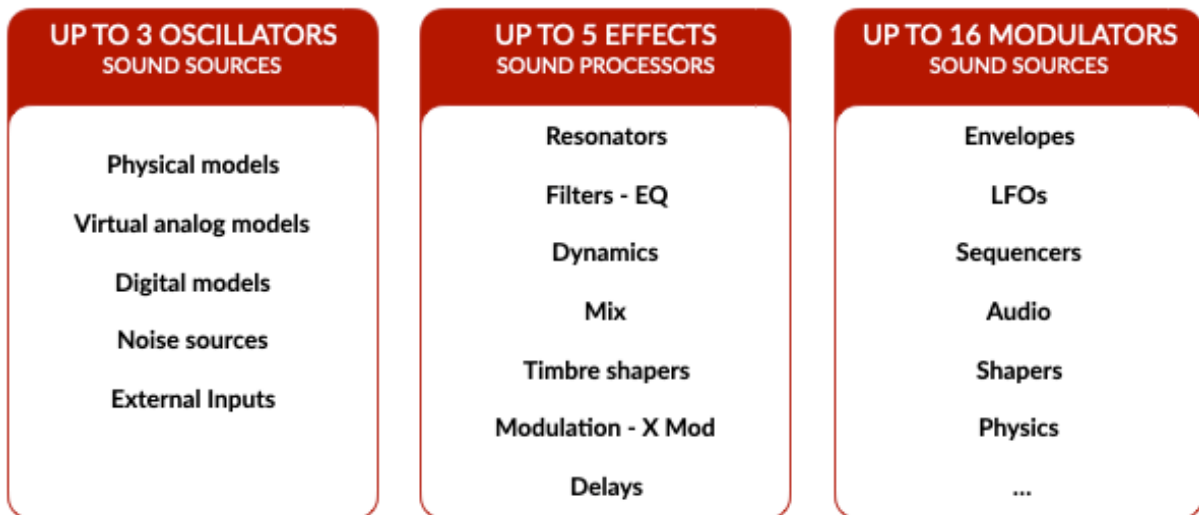 UP TO 3 OSCILLATORS
SOUND SOURCES
Physical models
Virtual analog models
Digital models
Noise sources
External Inputs
UP TO 5 EFFECTS
SOUND PROCESSORS
Resonators
Filters - EQ
Dynamics
Mix
Timbre shapers
Modulation - X Mod
Delays
UP TO 16 MODULATORS
SOUND SOURCES
Envelopes
LFOs
Sequencers
Audio
Shapers
Physics
...